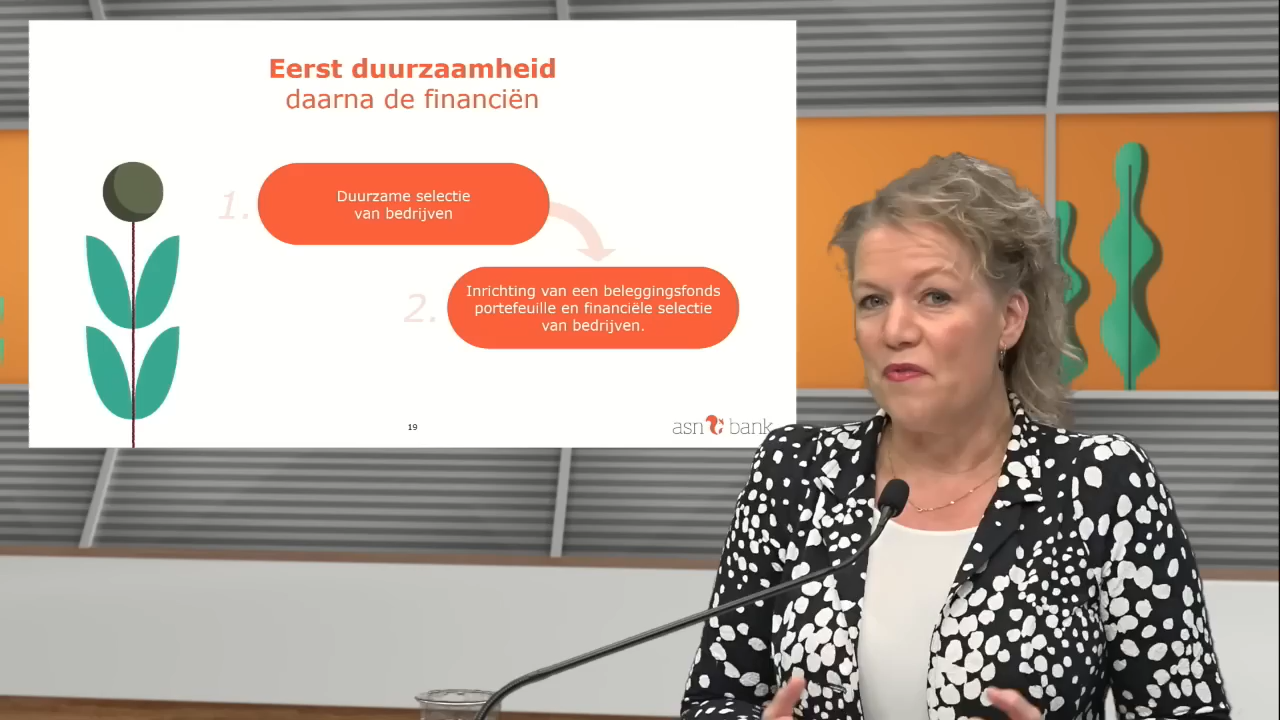 Eerst duurzaamheid
daarna de financiën
1.
Duurzame selectie
van bedrijven
2.
Inrichting van een beleggingsfonds
portefeuille en financiële selectie
van bedrijven.
19
asn bank